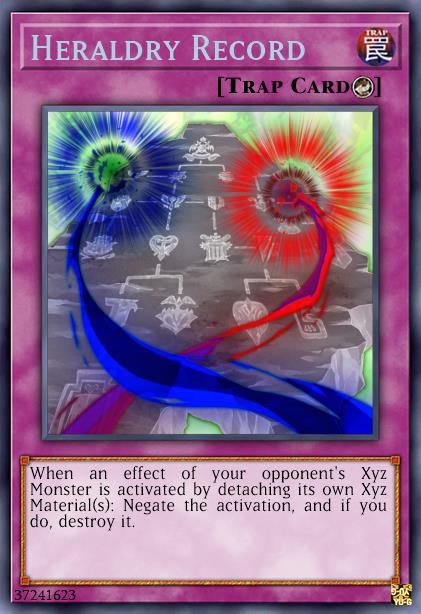 HERALDRY RECORD
TRAP
罠
[TRAP CARD]
When an effect of your opponent's Xyz
Monster is activated by detaching its own Xyz
Material(s): Negate the activation, and if you
do, destroy it.
37241623